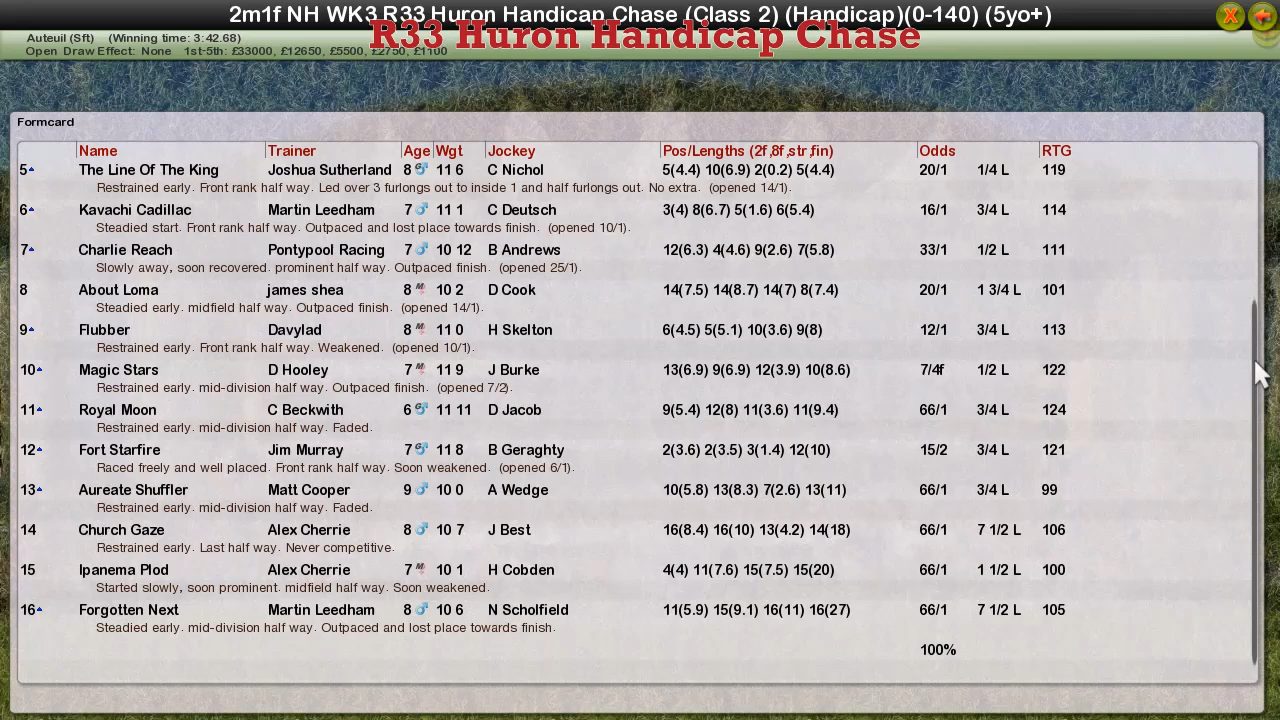 2m1f NH WK3 R33 Huron Handicap Chase (Class 2) (Handicap)(0-140) (5yo+)
R33 Huron Handicap Chase
Auteuil (Sft) (Winning time: 3:42.68)
Open Draw Effect: None 1st-5th: £33000, £12650, £5500, £2750, £1100
Formcard
Name Trainer Age Wgt Jockey Pos/Lengths (2f,8f,str,fin) Odds RTG
5 The Line Of The King Joshua Sutherland 8 11 6 C Nichol 5(4.4) 10(6.9) 2(0.2) 5(4.4) 20/1 1/4 L 119
Restrained early. Front rank half way. Led over 3 furlongs out to inside 1 and half furlongs out. No extra. (opened 14/1).
6 Kavachi Cadillac Martin Leedham 7 11 1 C Deutsch 3(4) 8(6.7) 5(1.6) 6(5.4) 16/1 3/4 L 114
Steadied start. Front rank half way. Outpaced and lost place towards finish. (opened 10/1).
7 Charlie Reach Pontypool Racing 7 10 12 B Andrews 12(6.3) 4(4.6) 9(2.6) 7(5.8) 33/1 1/2 L 111
Slowly away, soon recovered. prominent half way. Outpaced finish. (opened 25/1).
8 About Loma james shea 8 10 2 D Cook 14(7.5) 14(8.7) 14(7) 8(7.4) 20/1 1 3/4 L 101
Steadied early. midfield half way. Outpaced finish. (opened 14/1).
9 Flubber Davylad 8 11 0 H Skelton 6(4.5) 5(5.1) 10(3.6) 9(8) 12/1 3/4 L 113
Restrained early. Front rank half way. Weakened. (opened 10/1).
10 Magic Stars D Hooley 7 11 9 J Burke 13(6.9) 9(6.9) 12(3.9) 10(8.6) 7/4f 1/2 L 122
Restrained early. mid-division half way. Outpaced finish. (opened 7/2).
11 Royal Moon C Beckwith 6 11 11 D Jacob 9(5.4) 12(8) 11(3.6) 11(9.4) 66/1 3/4 L 124
Restrained early. mid-division half way. Faded.
12 Fort Starfire Jim Murray 7 11 8 B Geraghty 2(3.6) 2(3.5) 3(1.4) 12(10) 15/2 3/4 L 121
Raced freely and well placed. Front rank half way. Soon weakened. (opened 6/1).
13 Aureate Shuffler Matt Cooper 9 10 0 A Wedge 10(5.8) 13(8.3) 7(2.6) 13(11) 66/1 3/4 L 99
Restrained early. mid-division half way. Faded.
14 Church Gaze Alex Cherrie 8 10 7 J Best 16(8.4) 16(10) 13(4.2) 14(18) 66/1 7 1/2 L 106
Restrained early. Last half way. Never competitive.
15 Ipanema Plod Alex Cherrie 7 10 1 H Cobden 4(4) 11(7.6) 15(7.5) 15(20) 66/1 1 1/2 L 100
Started slowly, soon prominent. midfield half way. Soon weakened.
16 Forgotten Next Martin Leedham 8 10 6 N Scholfield 11(5.9) 15(9.1) 16(11) 16(27) 66/1 7 1/2 L 105
Steadied early. mid-division half way. Outpaced and lost place towards finish.
100%